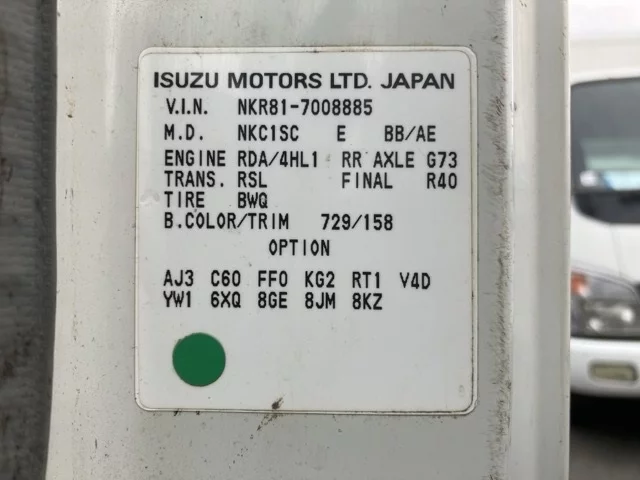 ISUZU MOTORS LTD. JAPAN
V.I.N. NKR81-7008885
M.D. NKC1SC E BB/AE
ENGINE RDA/4HL1 RR AXLE G73
TRANS. RSL FINAL R40
TIRE BWQ
B.COLOR/TRIM 729/158
OPTION
AJ3 C60 FF0 KG2 RT1 V4D
YW1 6XQ 8GE 8JM 8KZ